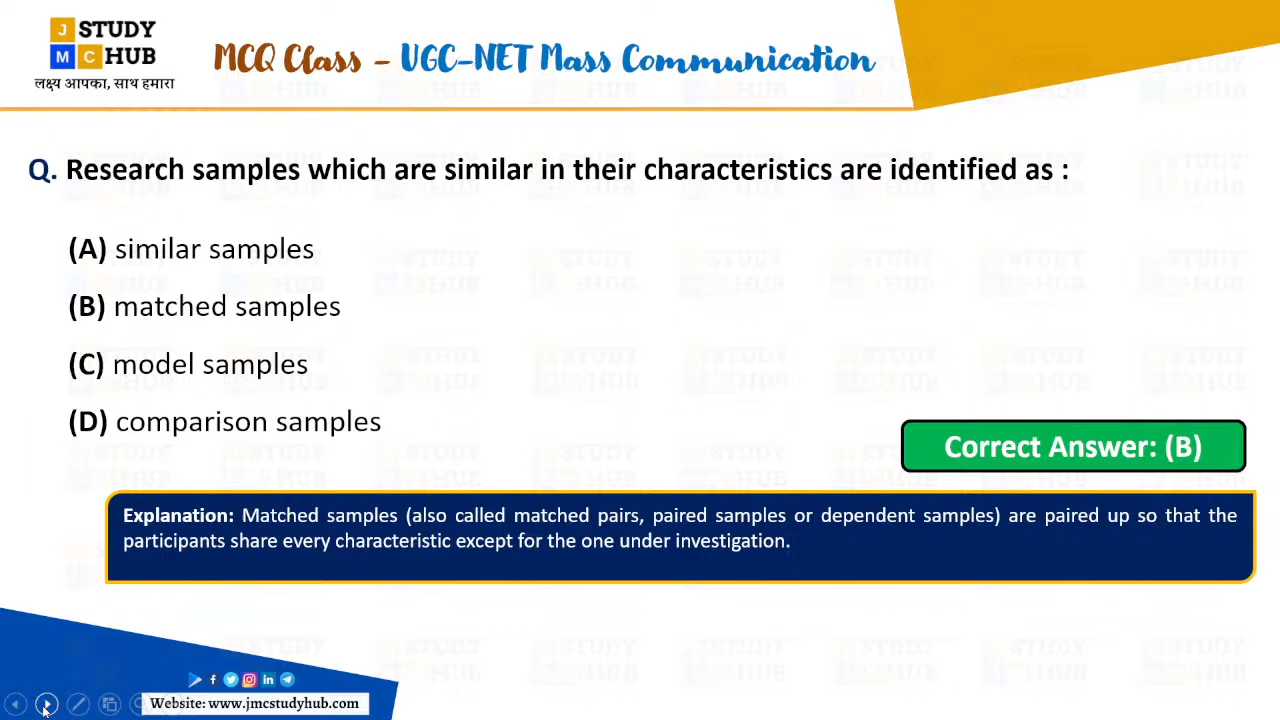 J STUDY
M C HUB
लक्ष्य आपका, साथ हमारा
MCQ Class - UGC-NET Mass Communication
Q. Research samples which are similar in their characteristics are identified as :
(A) similar samples
(B) matched samples
(C) model samples
(D) comparison samples
Correct Answer: (B)
Explanation: Matched samples (also called matched pairs, paired samples or dependent samples) are paired up so that the
participants share every characteristic except for the one under investigation.
Website: www.jmcstudyhub.com